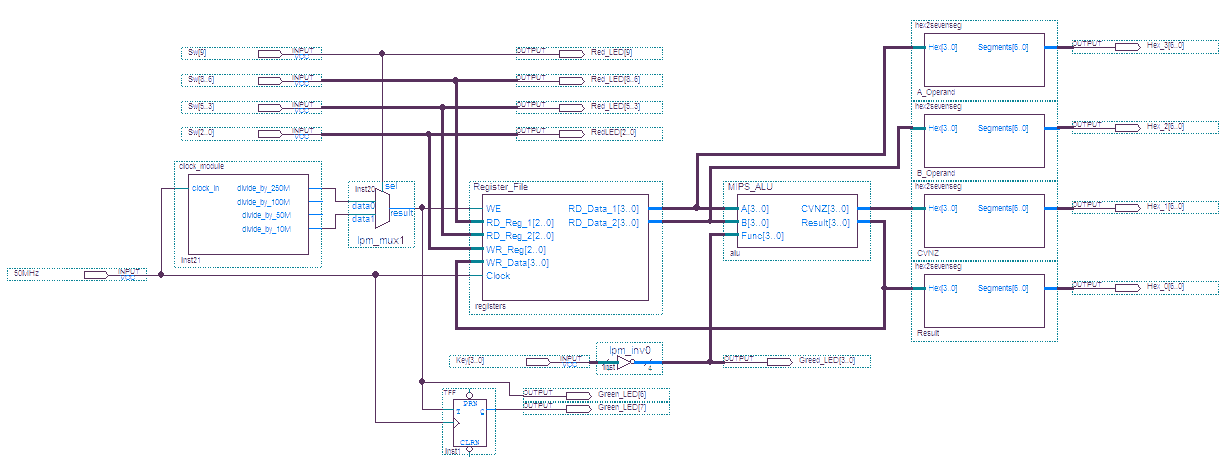 hex2sevenseg
Hex[3..0] Segments[6..0]
OUTPUT Hex_3[6..0]
A_Operand
Sw[9] INPUT VCC OUTPUT Red_LED[9]
Sw[8..6] INPUT VCC OUTPUT Red_LED[8..6]
Sw[5..3] INPUT VCC OUTPUT Red_LED[5..3]
Sw[2..0] INPUT VCC OUTPUT RedLED[2..0]
hex2sevenseg
Hex[3..0] Segments[6..0]
OUTPUT Hex_2[6..0]
B_Operand
clock_module
clock_in
divide_by_250M
divide_by_100M
divide_by_50M
divide_by_10M
inst21
inst20 sel
data0
data1
result
lpm_mux1
Register_File
WE
RD_Reg_1[2..0]
RD_Reg_2[2..0]
WR_Reg[2..0]
WR_Data[3..0]
Clock
RD_Data_1[3..0]
RD_Data_2[3..0]
registers
MIPS_ALU
A[3..0] CVNZ[3..0]
B[3..0] Result[3..0]
Func[3..0]
alu
hex2sevenseg
Hex[3..0] Segments[6..0]
OUTPUT Hex_1[6..0]
CVNZ
hex2sevenseg
Hex[3..0] Segments[6..0]
OUTPUT Hex_0[6..0]
Result
50MHz INPUT VCC
Key[3..0] INPUT VCC
lpm_inv0
inst 4
OUTPUT Greed_LED[3..0]
OUTPUT Green_LED[6]
OUTPUT Green_LED[7]
TFF
PRN
T Q
CLRN
inst1